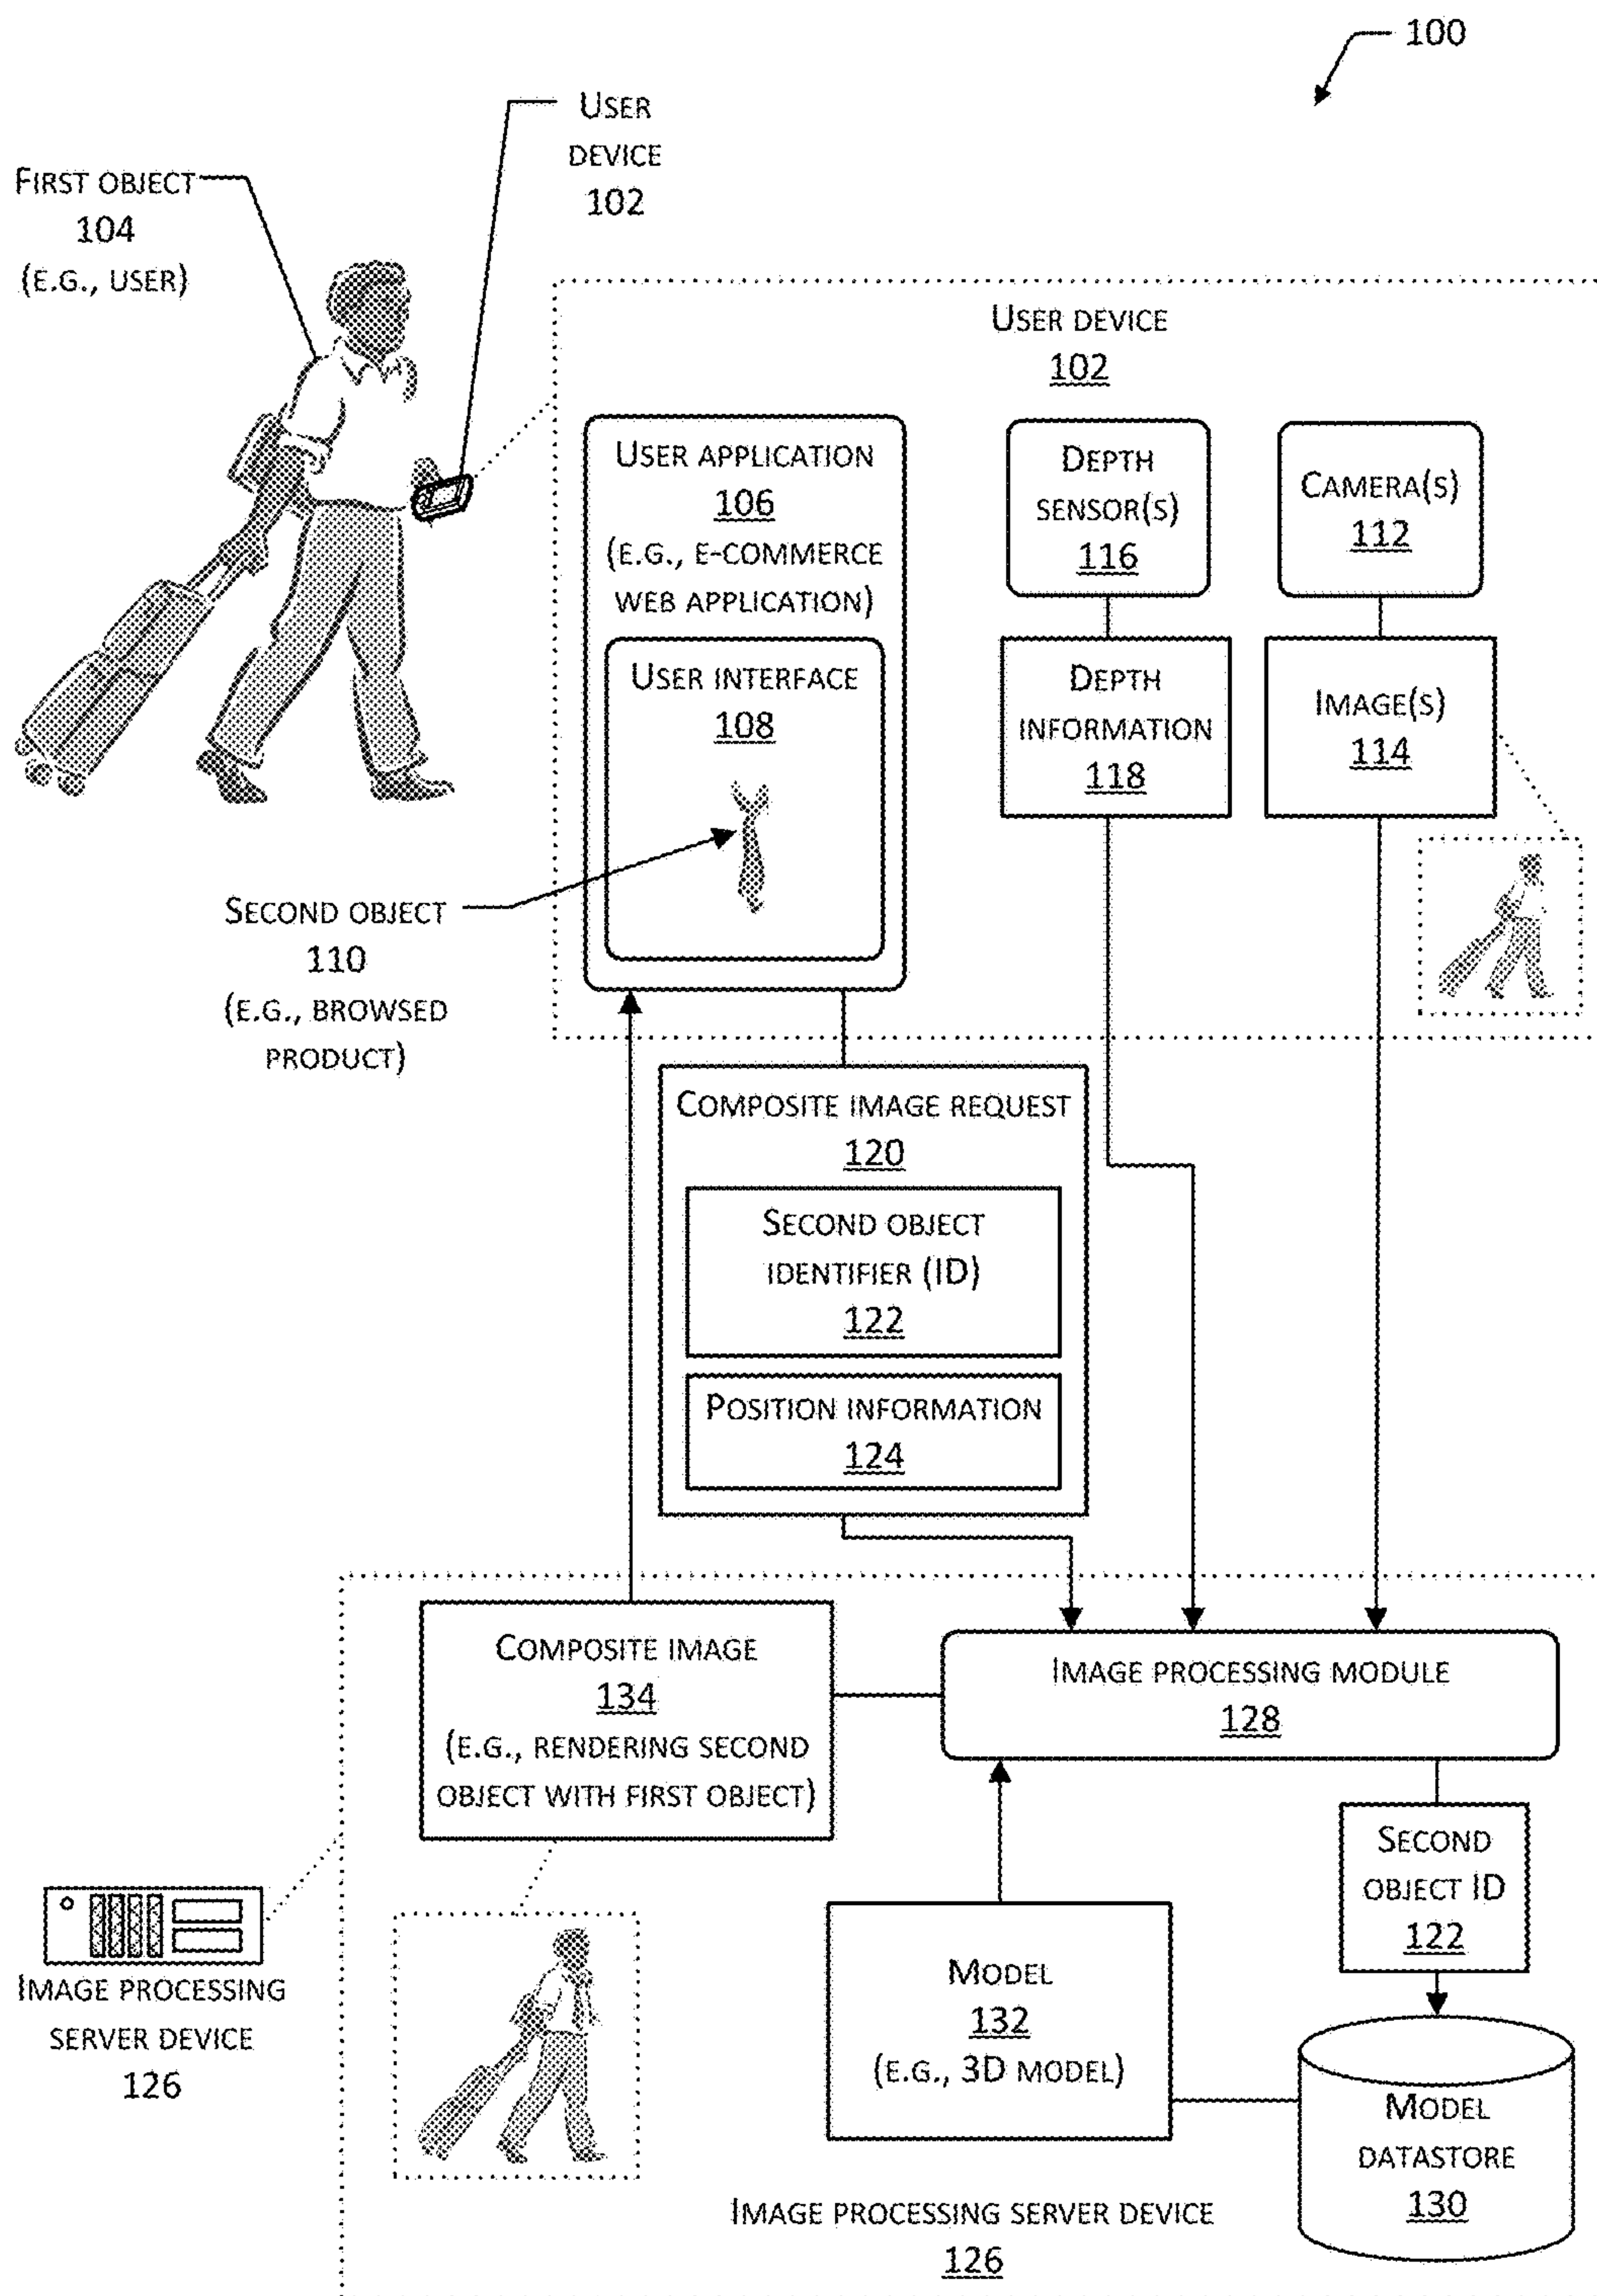 100
User
device
102
First object
104
(e.g., user)
User device
102
User application
106
(e.g., e-commerce
web application)
User interface
108
Depth
sensor(s)
116
Camera(s)
112
Depth
information
118
Image(s)
114
Second object
110
(e.g., browsed
product)
Composite image request
120
Second object
identifier (ID)
122
Position information
124
Composite image
134
(e.g., rendering second
object with first object)
Image processing module
128
Second
object ID
122
Model
132
(e.g., 3D model)
Model
datastore
130
Image processing
server device
126
Image processing server device
126